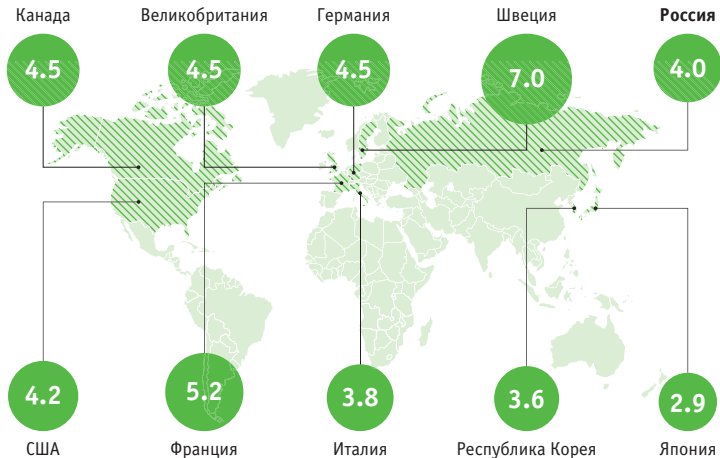 Канада Великобритания Германия Швеция Россия
4.5 4.5 4.5 7.0 4.0
4.2 5.2 3.8 3.6 2.9
США Франция Италия Республика Корея Япония